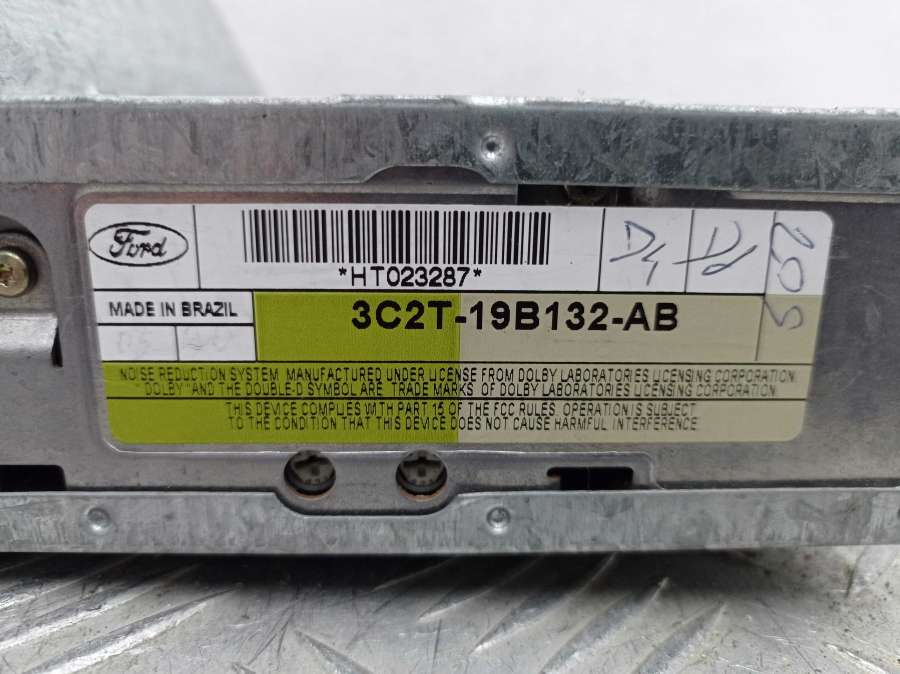 Ford
*HT023287*
205
MADE IN BRAZIL
3C2T-19B132-AB
NOISE REDUCTION SYSTEM MANUFACTURED UNDER LICENSE FROM DOLBY LABORATORIES LICENSING CORPORATION.
"DOLBY" AND THE DOUBLE-D SYMBOL ARE TRADE MARKS OF DOLBY LABORATORIES LICENSING CORPORATION.
THIS DEVICE COMPLIES WITH PART 15 OF THE FCC RULES. OPERATION IS SUBJECT
TO THE CONDITION THAT THIS DEVICE DOES NOT CAUSE HARMFUL INTERFERENCE.